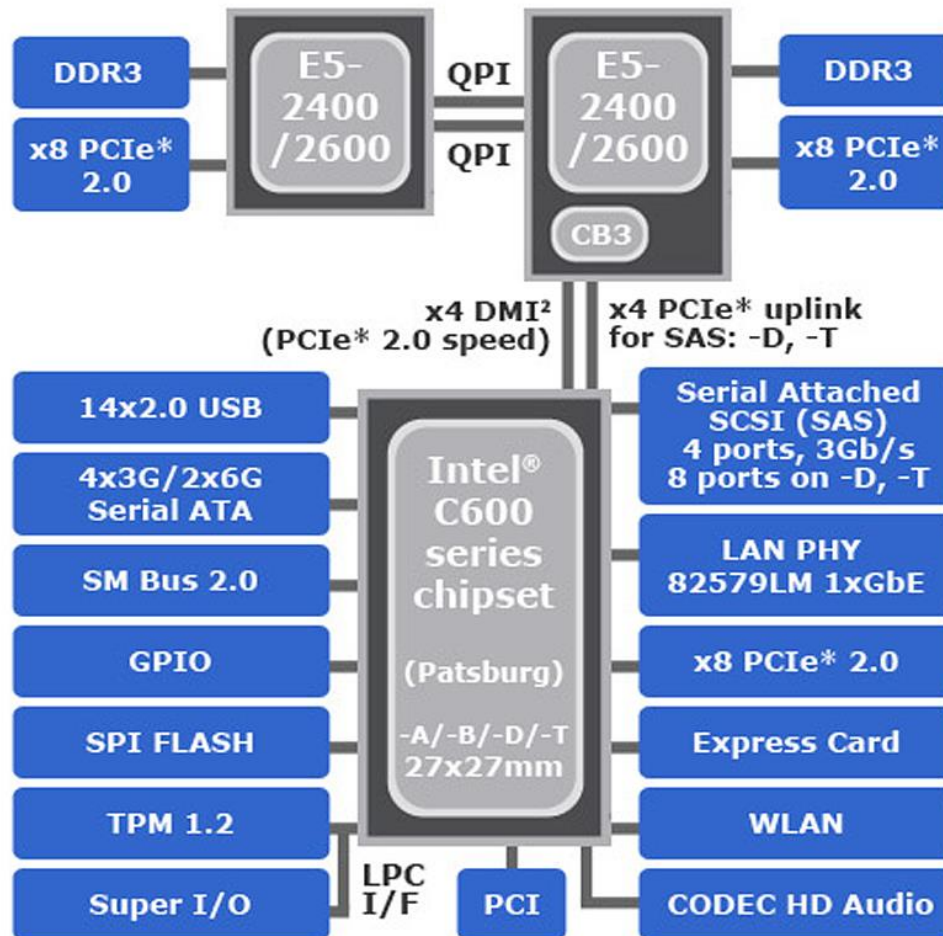 DDR3
x8 PCIe*
2.0
E5-
2400
/2600
QPI
QPI
E5-
2400
/2600
CB3
DDR3
x8 PCIe*
2.0
x4 DMI²
(PCIe* 2.0 speed)
x4 PCIe* uplink
for SAS: -D, -T
14x2.0 USB
4x3G/2x6G
Serial ATA
SM Bus 2.0
GPIO
SPI FLASH
TPM 1.2
Super I/O
LPC
I/F
Intel®
C600
series
chipset
(Patsburg)
-A/-B/-D/-T
27x27mm
PCI
Serial Attached
SCSI (SAS)
4 ports, 3Gb/s
8 ports on -D, -T
LAN PHY
82579LM 1xGbE
x8 PCIe* 2.0
Express Card
WLAN
CODEC HD Audio